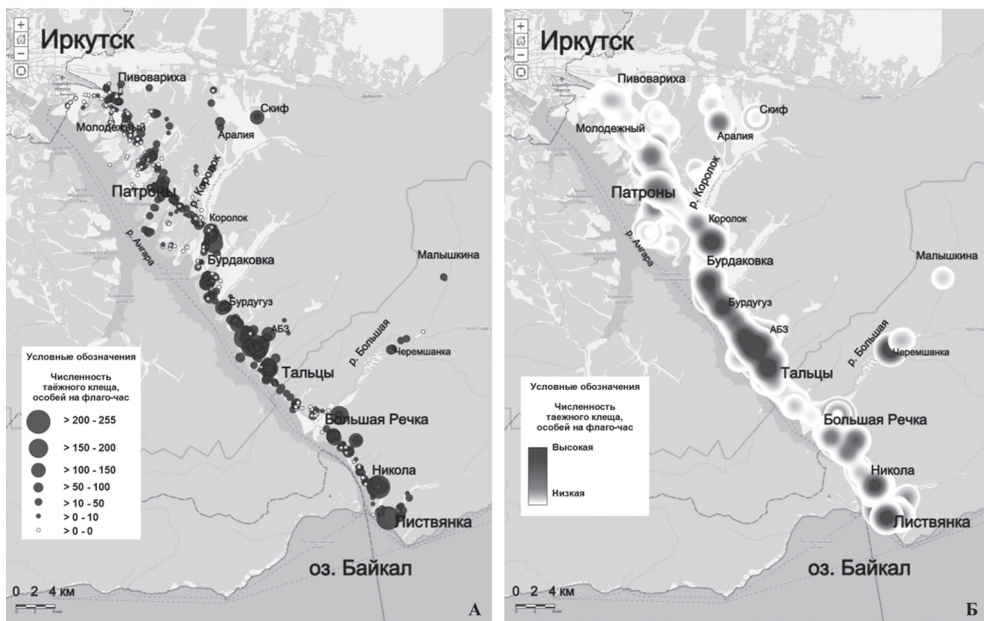 Иркутск
Пивовариха
Скиф
Молодежный
Аралия
Патроны
р. Королок
Королок
р. Ангара
Бурдаковка
Малышкина
Бурдугуз
АБЗ
р. Большая
Черемшанка
Тальцы
Большая Речка
Никола
Листвянка
оз. Байкал
Условные обозначения
Численность
таёжного клеща,
особей на флаго-час
> 200 - 255
> 150 - 200
> 100 - 150
> 50 - 100
> 10 - 50
> 0 - 10
> 0 - 0
0 2 4 км
А
Иркутск
Пивовариха
Скиф
Молодежный
Аралия
Патроны
р. Королок
Королок
р. Ангара
Бурдаковка
Малышкина
Бурдугуз
АБЗ
р. Большая
Черемшанка
Тальцы
Большая Речка
Никола
Листвянка
оз. Байкал
Условные обозначения
Численность
таежного клеща,
особей на флаго-час
Высокая
Низкая
0 2 4 км
Б